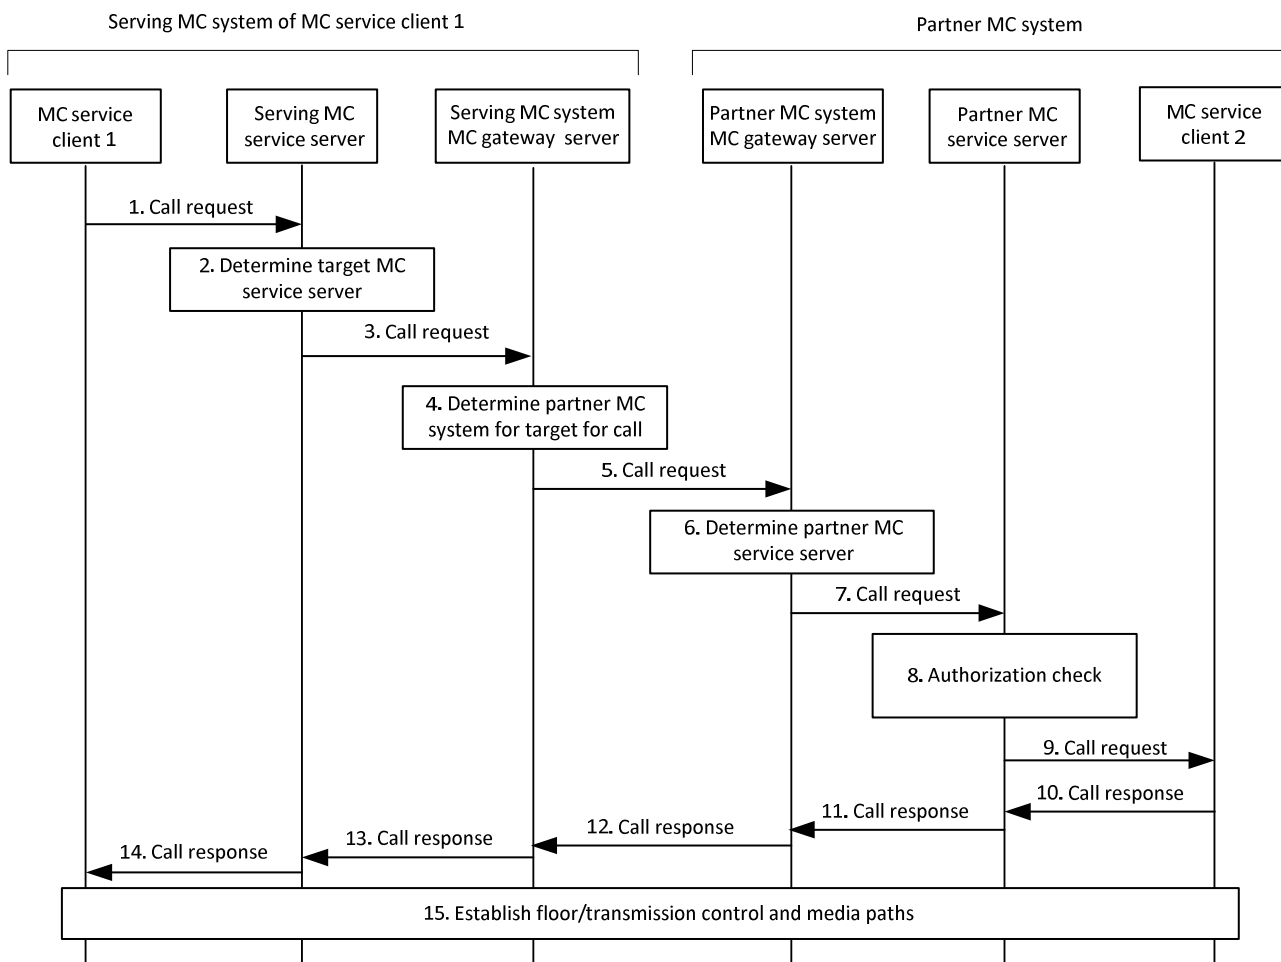 Serving MC system of MC service client 1
Partner MC system
MC service
client 1
Serving MC
service server
Serving MC system
MC gateway server
Partner MC system
MC gateway server
Partner MC
service server
MC service
client 2
1. Call request
2. Determine target MC
service server
3. Call request
4. Determine partner MC
system for target for call
5. Call request
6. Determine partner MC
service server
7. Call request
8. Authorization check
9. Call request
10. Call response
11. Call response
12. Call response
13. Call response
14. Call response
15. Establish floor/transmission control and media paths